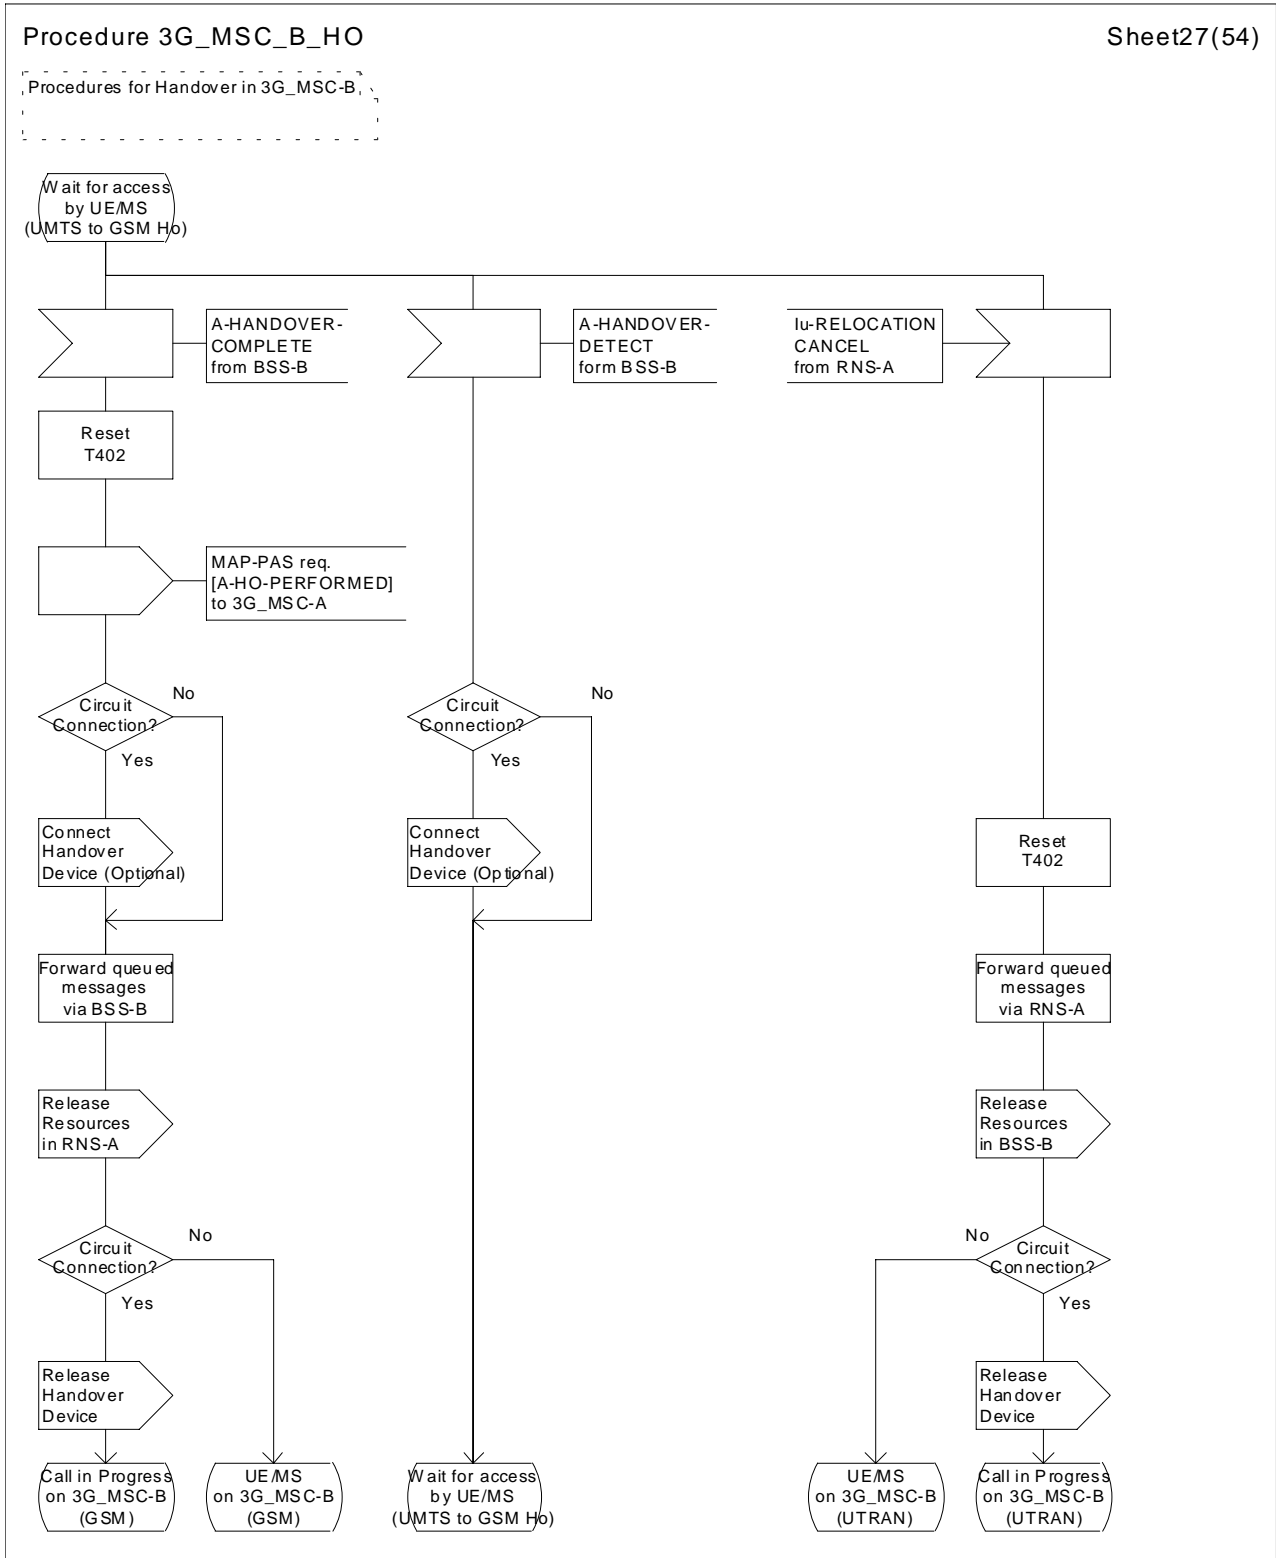 Procedure 3G_MSC_B_HO
Sheet27(54)
Procedures for Handover in 3G_MSC-B
Wait for access
by UE/MS
(UMTS to GSM Ho)
A-HANDOVER-
COMPLETE
from BSS-B
A-HANDOVER-
DETECT
form BSS-B
Iu-RELOCATION
CANCEL
from RNS-A
Reset
T402
MAP-PAS req.
[A-HO-PERFORMED]
to 3G_MSC-A
Circuit
Connection?
No
Yes
Circuit
Connection?
No
Yes
Connect
Handover
Device (Optional)
Connect
Handover
Device (Optional)
Reset
T402
Forward queued
messages
via BSS-B
Forward queued
messages
via RNS-A
Release
Resources
in RNS-A
Release
Resources
in BSS-B
Circuit
Connection?
No
Yes
No
Circuit
Connection?
Yes
Release
Handover
Device
Release
Handover
Device
Call in Progress
on 3G_MSC-B
(GSM)
UE/MS
on 3G_MSC-B
(GSM)
Wait for access
by UE/MS
(UMTS to GSM Ho)
UE/MS
on 3G_MSC-B
(UTRAN)
Call in Progress
on 3G_MSC-B
(UTRAN)